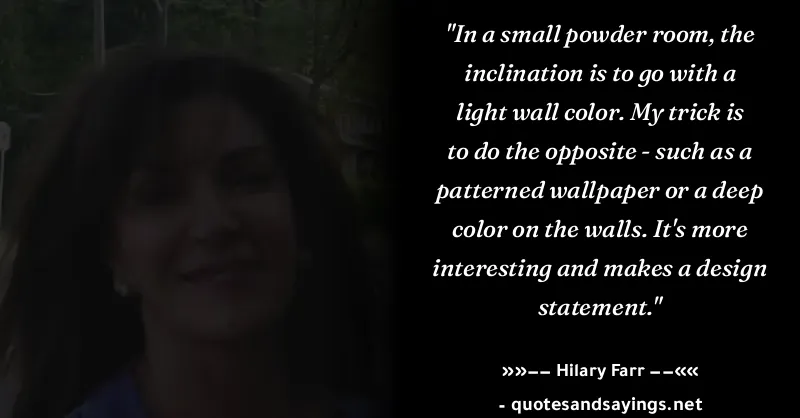 "In a small powder room, the
inclination is to go with a
light wall color. My trick is
to do the opposite - such as a
patterned wallpaper or a deep
color on the walls. It's more
interesting and makes a design
statement."
»»−− Hilary Farr −−««
- quotesandsayings.net